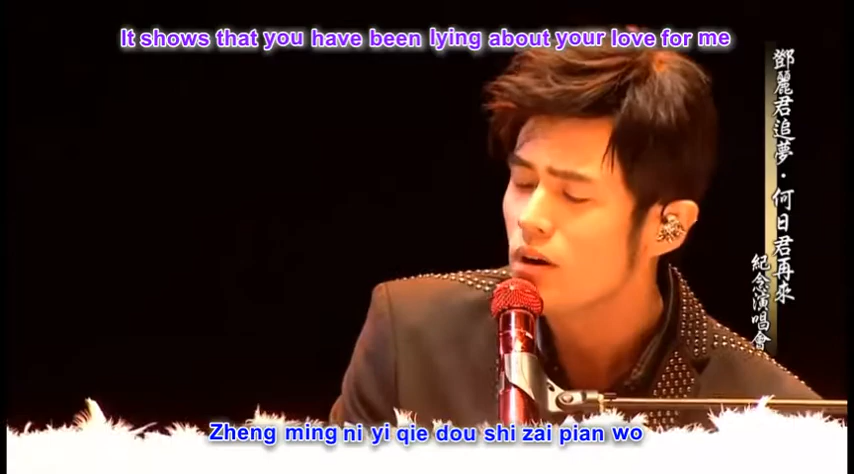 It shows that you have been lying about your love for me
鄧麗君追夢·何日君再來
紀念演唱會
Zheng ming ni yi qie dou shi zai pian wo